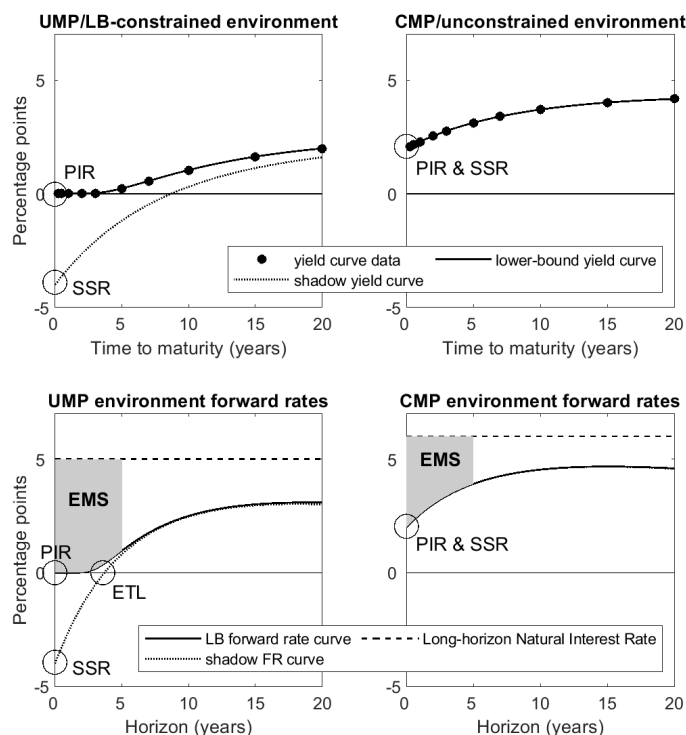 UMP/LB-constrained environment
5
0
-5
Percentage points
PIR
SSR
0 5 10 15 20
Time to maturity (years)
CMP/unconstrained environment
5
0
-5
PIR & SSR
0 5 10 15 20
Time to maturity (years)
yield curve data
lower-bound yield curve
shadow yield curve
UMP environment forward rates
5
0
-5
Percentage points
EMS
PIR
ETL
SSR
0 5 10 15 20
Horizon (years)
CMP environment forward rates
5
0
-5
EMS
PIR & SSR
0 5 10 15 20
Horizon (years)
LB forward rate curve
Long-horizon Natural Interest Rate
shadow FR curve